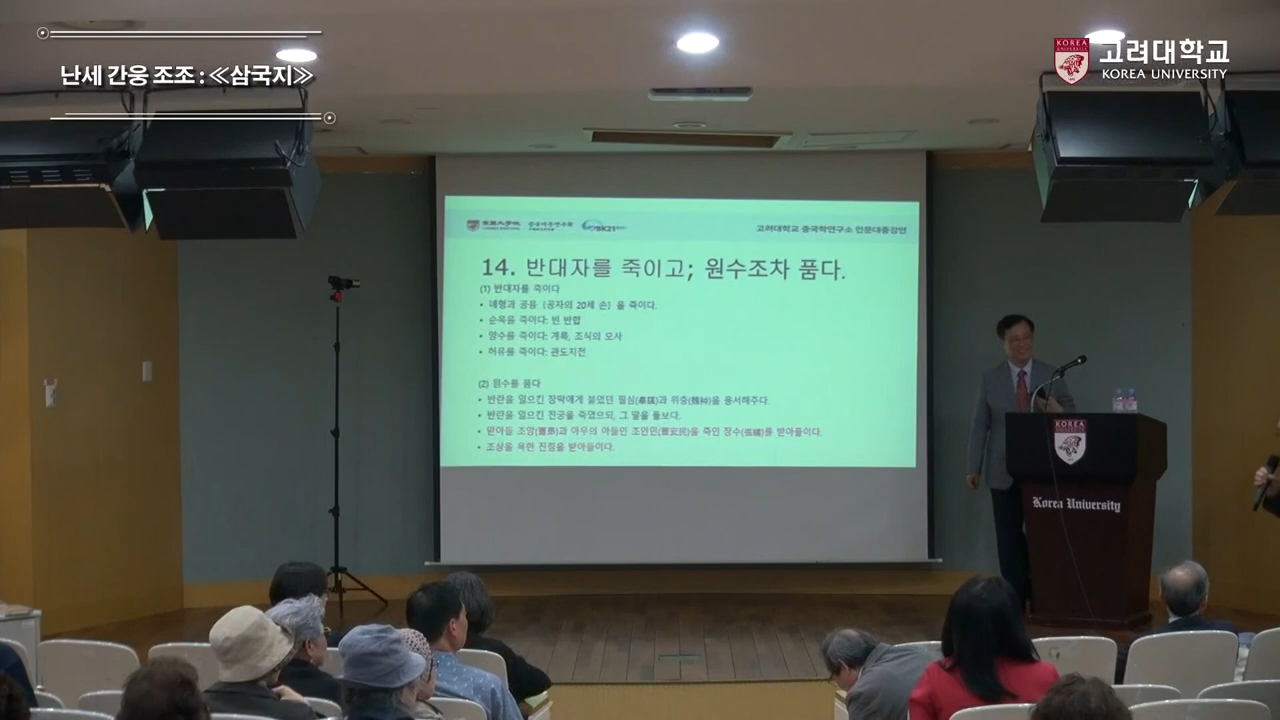 난세 간웅 조조 : ≪삼국지≫
KOREA
고려대학교
KOREA UNIVERSITY
BK21
고려대학교 중국학연구소 인문대중강연
14. 반대자를 죽이고; 원수조차 품다.
(1) 반대자를 죽이다
• 예형과 공융 [공자의 20세 손] 을 죽이다.
• 순욱을 죽이다: 빈 반합
• 양수를 죽이다: 계륵, 조식의 모사
• 허유를 죽이다: 관도지전
(2) 원수를 품다
• 반란을 일으킨 장막에게 붙었던 필심 과 위충 을 용서해주다.
• 반란을 일으킨 진궁을 죽였으되, 그 딸을 돌보다.
• 맏아들 조앙(曹昻)과 아우의 아들인 조안민(曹安民)을 죽인 장수(張繡)를 받아들이다.
• 조상을 욕한 진림을 받아들이다.
KOREA
Korea University